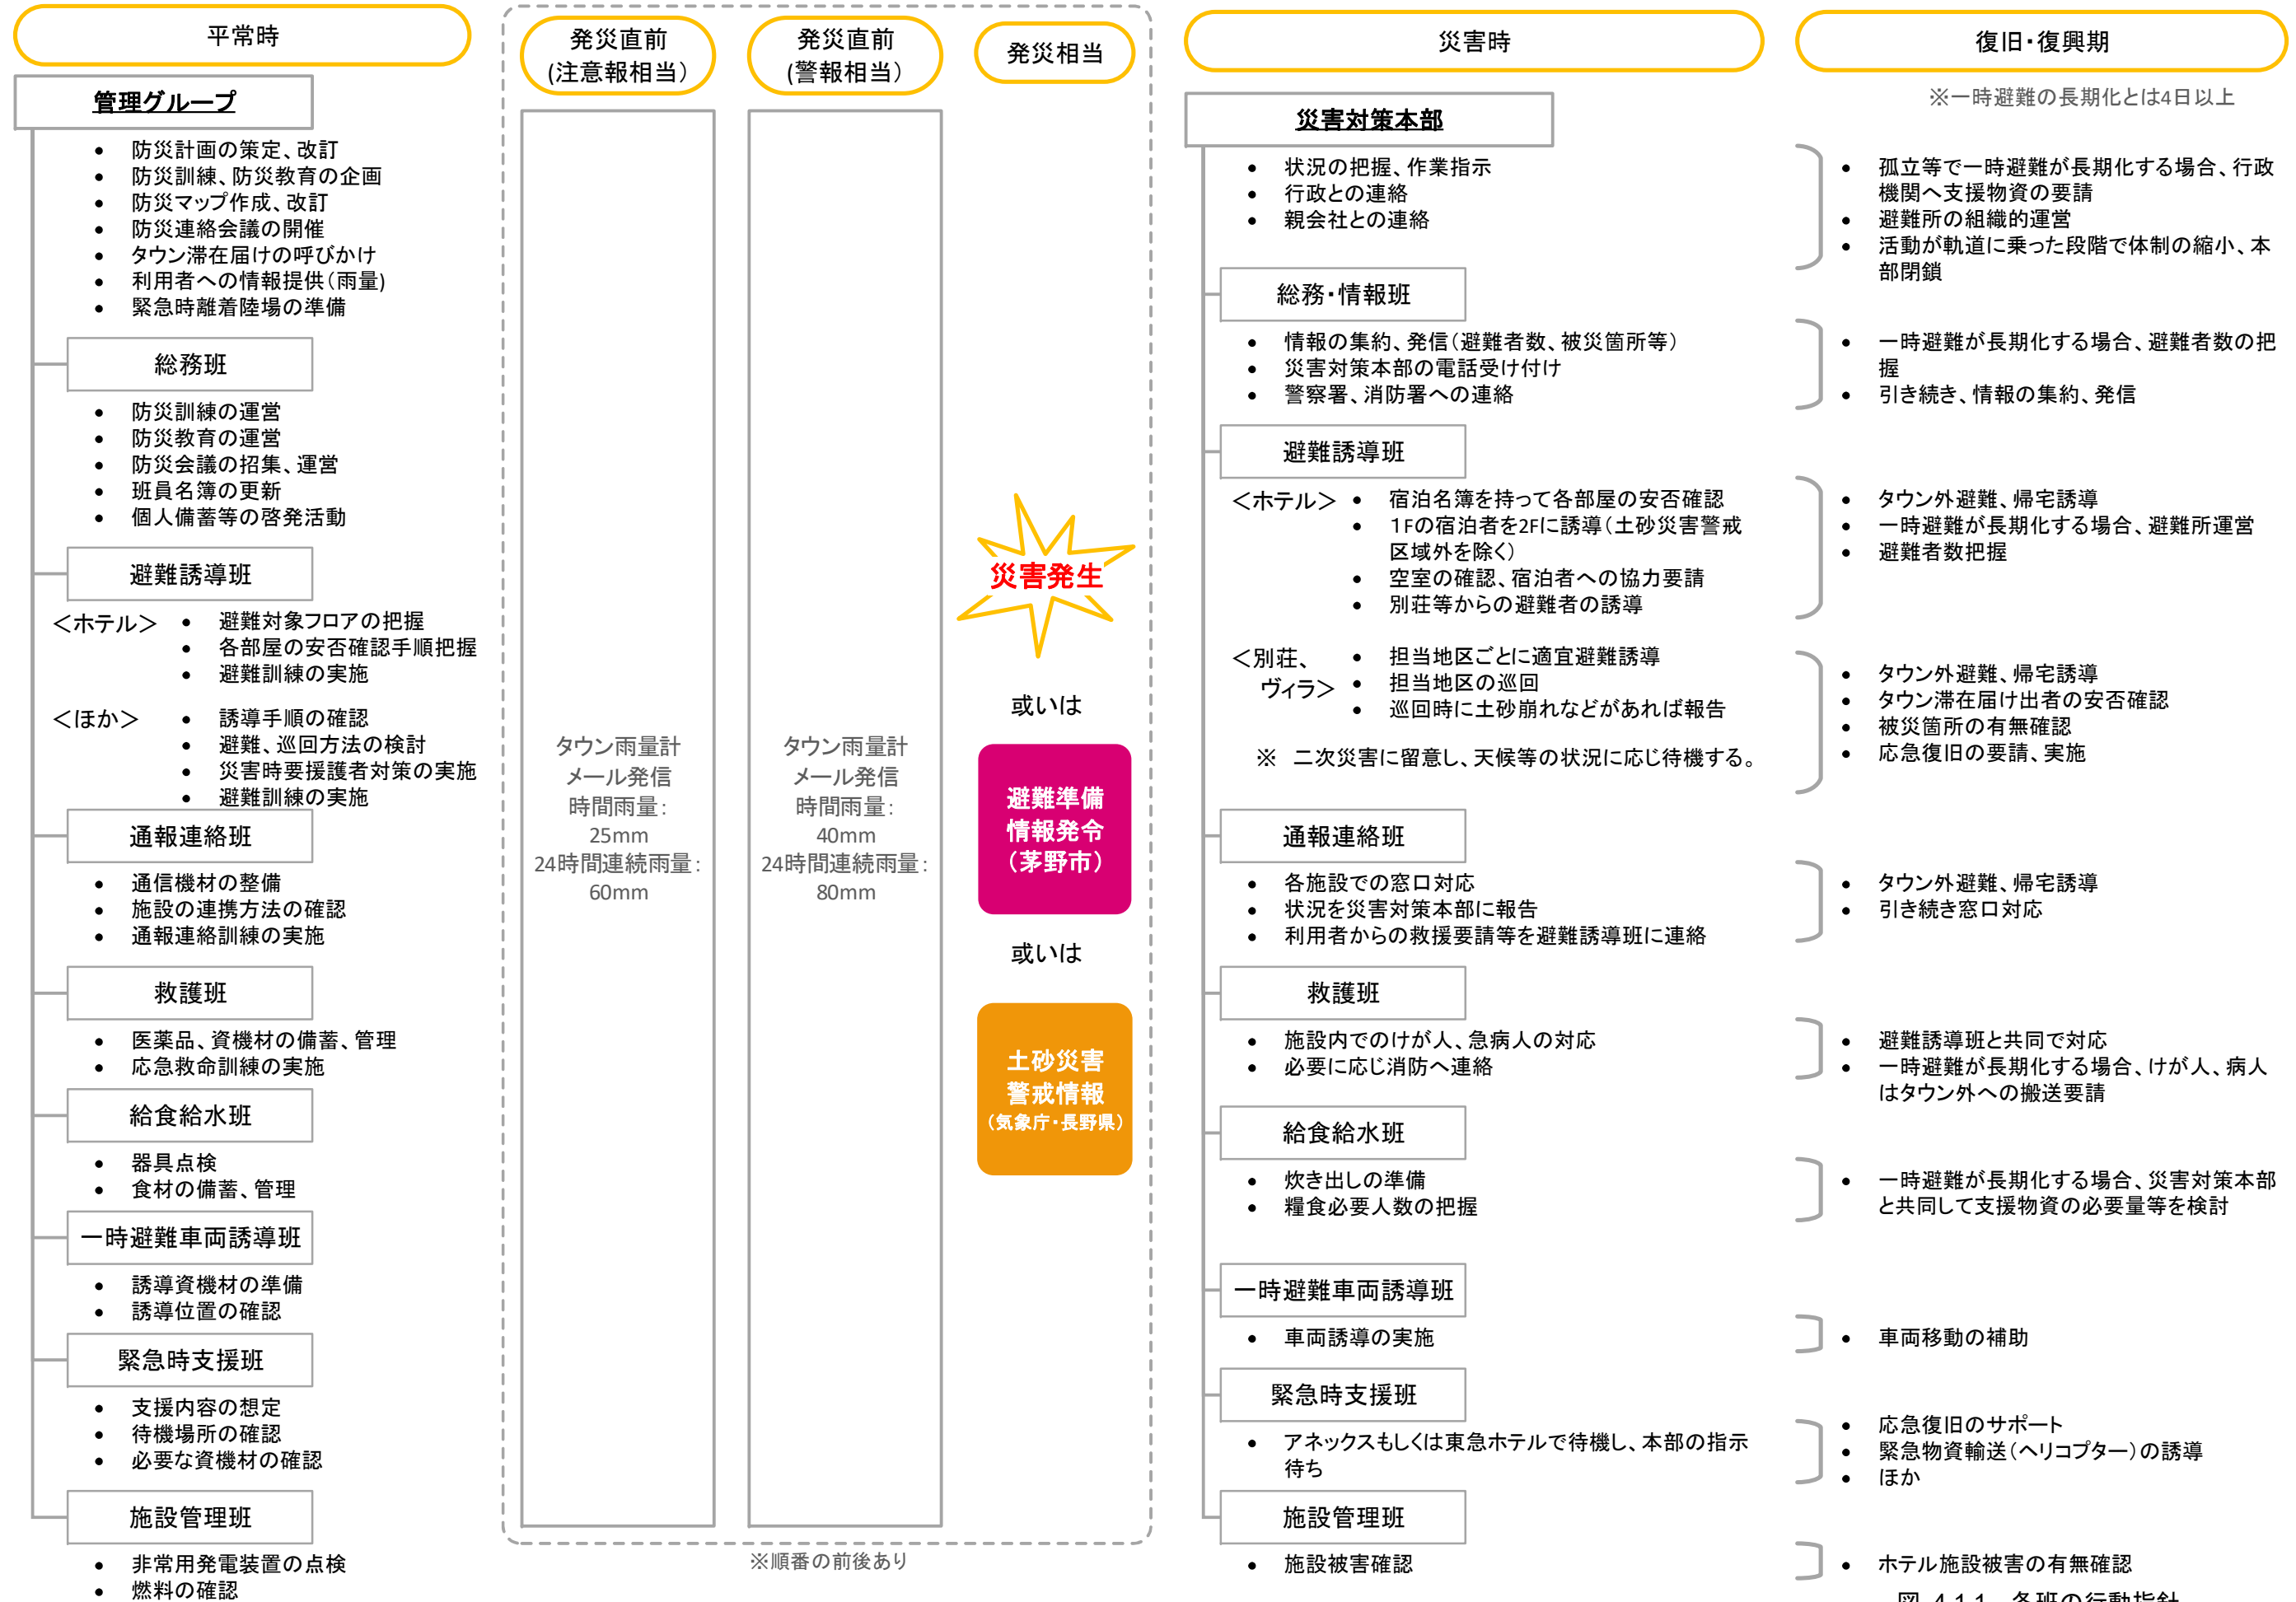 平常時
管理グループ
• 防災計画の策定、改訂
• 防災訓練、防災教育の企画
• 防災マップ作成、改訂
• 防災連絡会議の開催
• タウン滞在届けの呼びかけ
• 利用者への情報提供（雨量)
• 緊急時離着陸場の準備
総務班
• 防災訓練の運営
• 防災教育の運営
• 防災会議の招集、運営
• 班員名簿の更新
• 個人備蓄等の啓発活動
避難誘導班
＜ホテル＞ • 避難対象フロアの把握
• 各部屋の安否確認手順把握
• 避難訓練の実施
＜ほか＞ • 誘導手順の確認
• 避難、巡回方法の検討
• 災害時要援護者対策の実施
• 避難訓練の実施
通報連絡班
• 通信機材の整備
• 施設の連携方法の確認
• 通報連絡訓練の実施
救護班
• 医薬品、資機材の備蓄、管理
• 応急救命訓練の実施
給食給水班
• 器具点検
• 食材の備蓄、管理
一時避難車両誘導班
• 誘導資機材の準備
• 誘導位置の確認
緊急時支援班
• 支援内容の想定
• 待機場所の確認
• 必要な資機材の確認
施設管理班
• 非常用発電装置の点検
• 燃料の確認
発災直前
(注意報相当）
タウン雨量計
メール発信
時間雨量：
25mm
24時間連続雨量：
60mm
発災直前
(警報相当）
タウン雨量計
メール発信
時間雨量：
40mm
24時間連続雨量：
80mm
発災相当
災害発生
或いは
避難準備
情報発令
（茅野市）
或いは
土砂災害
警戒情報
（気象庁・長野県）
※順番の前後あり
災害時
災害対策本部
• 状況の把握、作業指示
• 行政との連絡
• 親会社との連絡
総務・情報班
• 情報の集約、発信（避難者数、被災箇所等）
• 災害対策本部の電話受け付け
• 警察署、消防署への連絡
避難誘導班
＜ホテル＞ • 宿泊名簿を持って各部屋の安否確認
• 1Fの宿泊者を2Fに誘導（土砂災害警戒
区域外を除く）
• 空室の確認、宿泊者への協力要請
• 別荘等からの避難者の誘導
＜別荘、 • 担当地区ごとに適宜避難誘導
ヴィラ＞ • 担当地区の巡回
• 巡回時に土砂崩れなどがあれば報告
※ 二次災害に留意し、天候等の状況に応じ待機する。
通報連絡班
• 各施設での窓口対応
• 状況を災害対策本部に報告
• 利用者からの救援要請等を避難誘導班に連絡
救護班
• 施設内でのけが人、急病人の対応
• 必要に応じ消防へ連絡
給食給水班
• 炊き出しの準備
• 糧食必要人数の把握
一時避難車両誘導班
• 車両誘導の実施
緊急時支援班
• アネックスもしくは東急ホテルで待機し、本部の指示
待ち
施設管理班
• 施設被害確認
復旧・復興期
※一時避難の長期化とは4日以上
• 孤立等で一時避難が長期化する場合、行政
機関へ支援物資の要請
• 避難所の組織的運営
• 活動が軌道に乗った段階で体制の縮小、本
部閉鎖
• 一時避難が長期化する場合、避難者数の把
握
• 引き続き、情報の集約、発信
• タウン外避難、帰宅誘導
• 一時避難が長期化する場合、避難所運営
• 避難者数把握
• タウン外避難、帰宅誘導
• タウン滞在届け出者の安否確認
• 被災箇所の有無確認
• 応急復旧の要請、実施
• タウン外避難、帰宅誘導
• 引き続き窓口対応
• 避難誘導班と共同で対応
• 一時避難が長期化する場合、けが人、病人
はタウン外への搬送要請
• 一時避難が長期化する場合、災害対策本部
と共同して支援物資の必要量等を検討
• 車両移動の補助
• 応急復旧のサポート
• 緊急物資輸送（ヘリコプター）の誘導
• ほか
• ホテル施設被害の有無確認
図 4.1.1 各班の行動指針